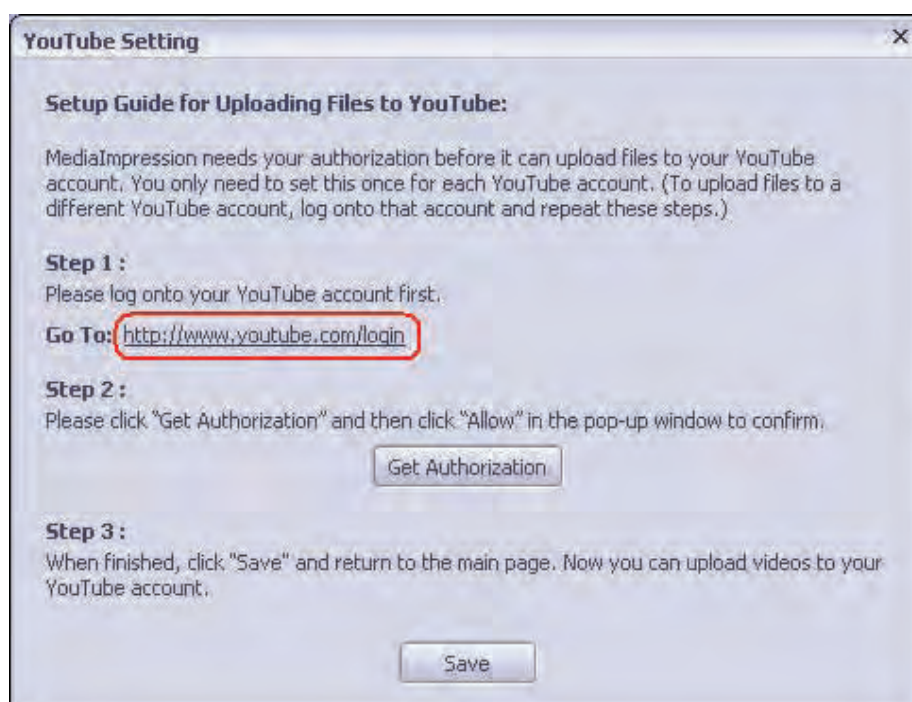 YouTube Setting
Setup Guide for Uploading Files to YouTube:
MediaImpression needs your authorization before it can upload files to your YouTube
account. You only need to set this once for each YouTube account. (To upload files to a
different YouTube account, log onto that account and repeat these steps.)
Step 1 :
Please log onto your YouTube account first.
Go To: http://www.youtube.com/login
Step 2 :
Please click "Get Authorization" and then click "Allow" in the pop-up window to confirm.
Get Authorization
Step 3 :
When finished, click "Save" and return to the main page. Now you can upload videos to your
YouTube account.
Save